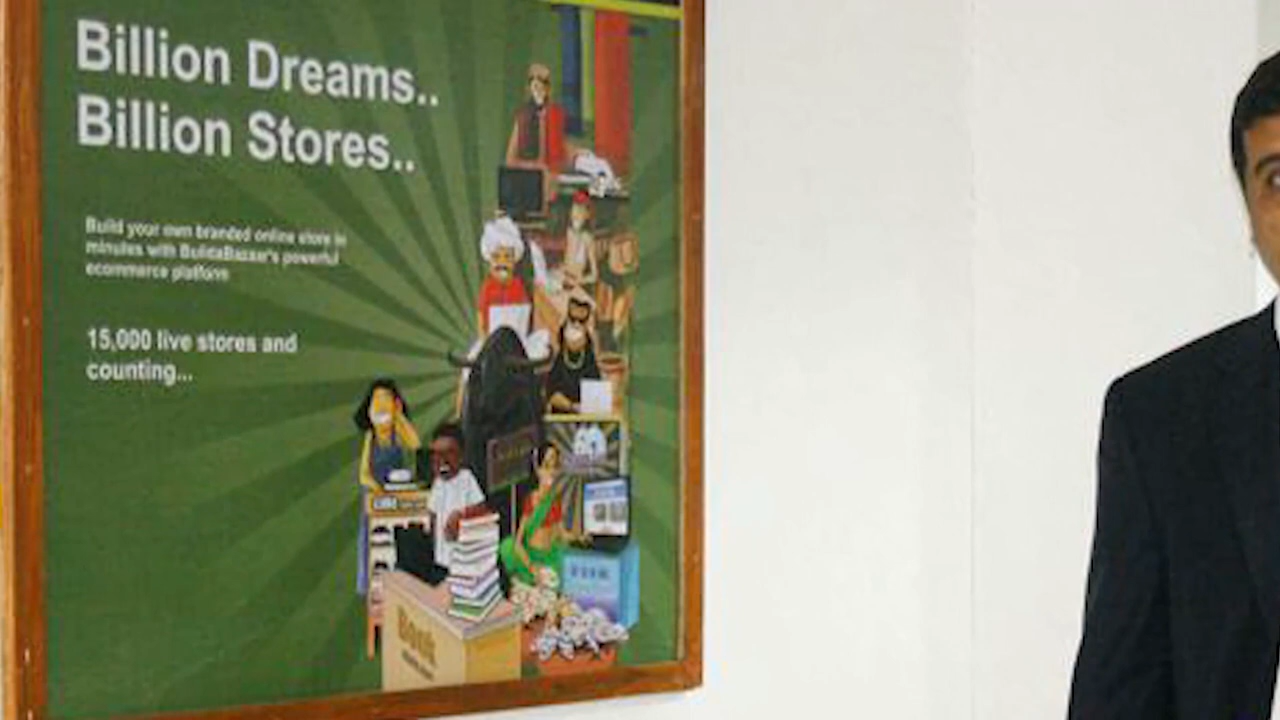 Billion Dreams..
Billion Stores..
Build your own branded online store in
minutes with BuildaBazaar's powerful
ecommerce platform
15,000 live stores and
counting...
Book